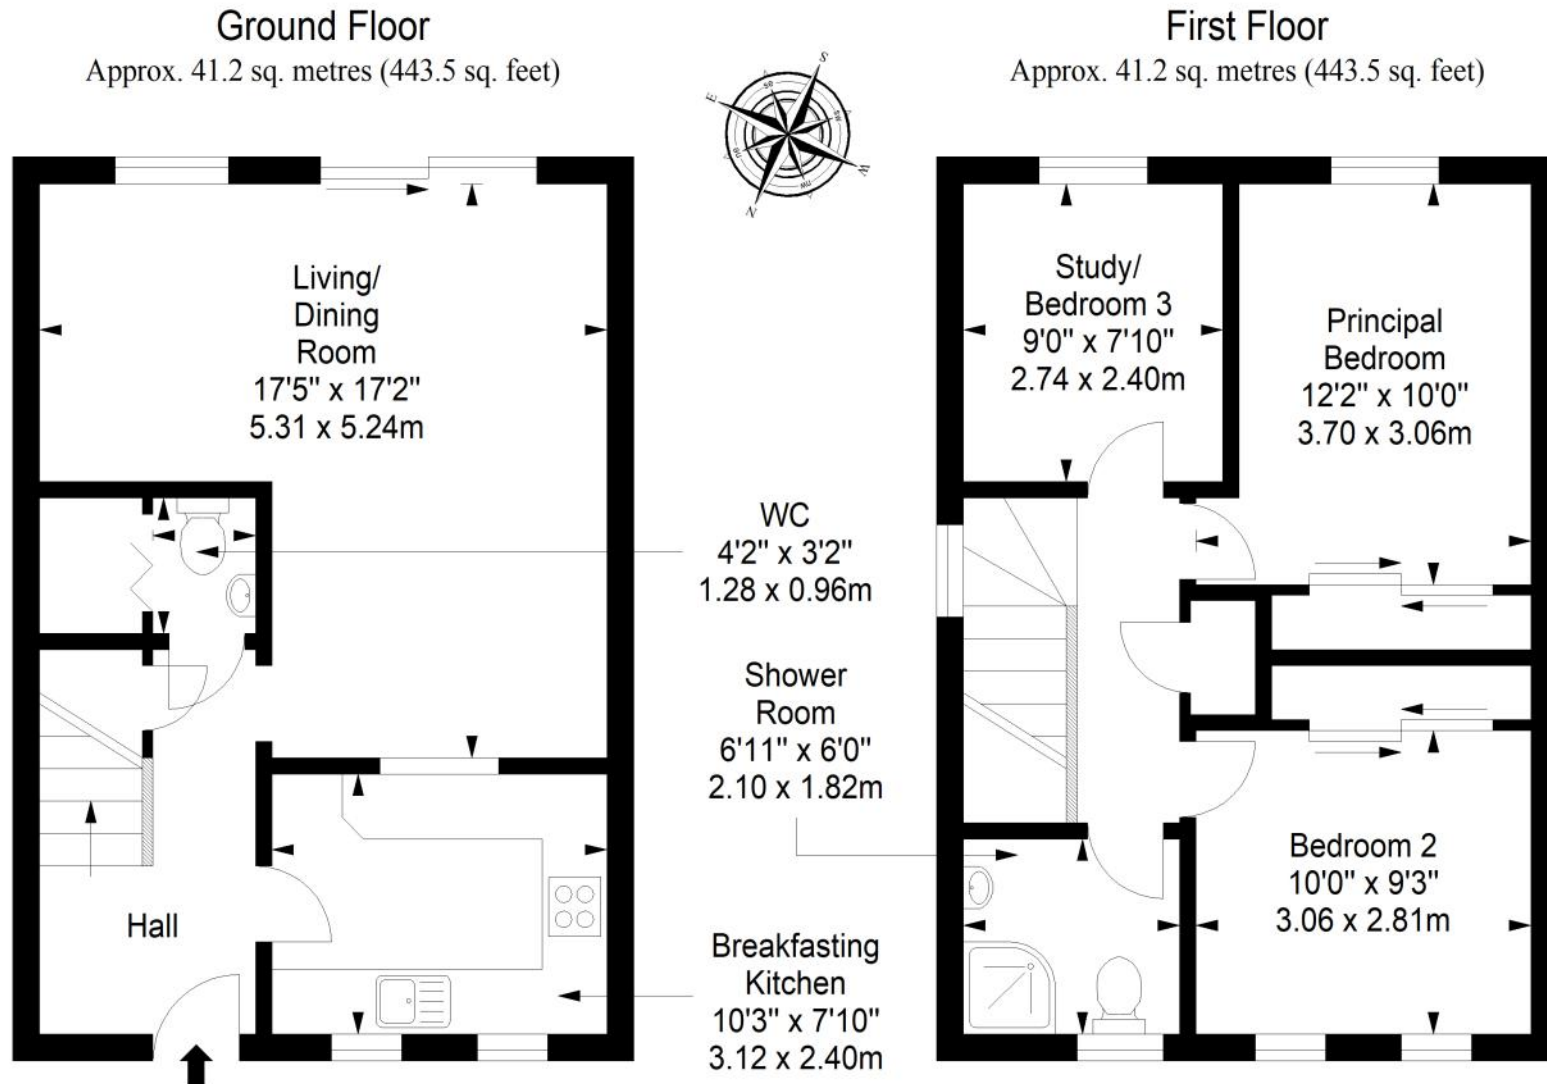 Ground Floor
Approx. 41.2 sq. metres (443.5 sq. feet)
First Floor
Approx. 41.2 sq. metres (443.5 sq. feet)
S
E
W
N
se
sw
ne
nw
Living/
Dining
Room
17'5" x 17'2"
5.31 x 5.24m
Study/
Bedroom 3
9'0" x 7'10"
2.74 x 2.40m
Principal
Bedroom
12'2" x 10'0"
3.70 x 3.06m
WC
4'2" x 3'2"
1.28 x 0.96m
Shower
Room
6'11" x 6'0"
2.10 x 1.82m
Bedroom 2
10'0" x 9'3"
3.06 x 2.81m
Hall
Breakfasting
Kitchen
10'3" x 7'10"
3.12 x 2.40m